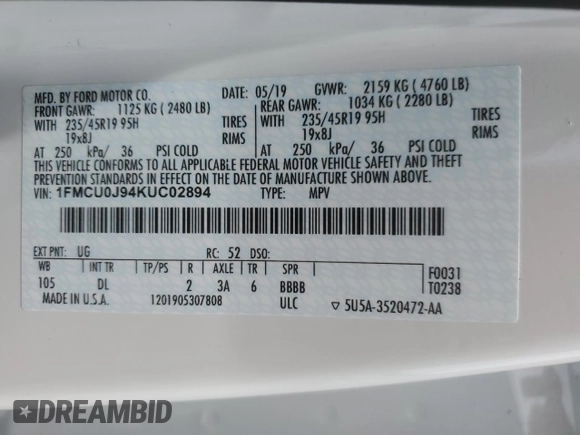 MFD. BY FORD MOTOR CO. DATE: 05/19 GVWR: 2159 KG ( 4760 LB)
FRONT GAWR: 1125 KG ( 2480 LB) REAR GAWR: 1034 KG ( 2280 LB)
WITH 235/45R19 95H TIRES WITH 235/45R19 95H TIRES
19x8J RIMS 19x8J RIMS
AT 250 kPa/ 36 PSI COLD AT 250 kPa/ 36 PSI COLD
THIS VEHICLE CONFORMS TO ALL APPLICABLE FEDERAL MOTOR VEHICLE SAFETY AND THEFT
PREVENTION STANDARDS IN EFFECT ON THE DATE OF MANUFACTURE SHOWN ABOVE.
VIN: 1FMCU0J94KUC02894 TYPE: MPV
EXT PNT: UG RC: 52 DSO:
WB INT TR TP/PS R AXLE TR SPR F0031
105 DL 2 3A 6 BBBB T0238
MADE IN U.S.A. 1201905307808 ULC 5U5A-3520472-AA
DREAMBID